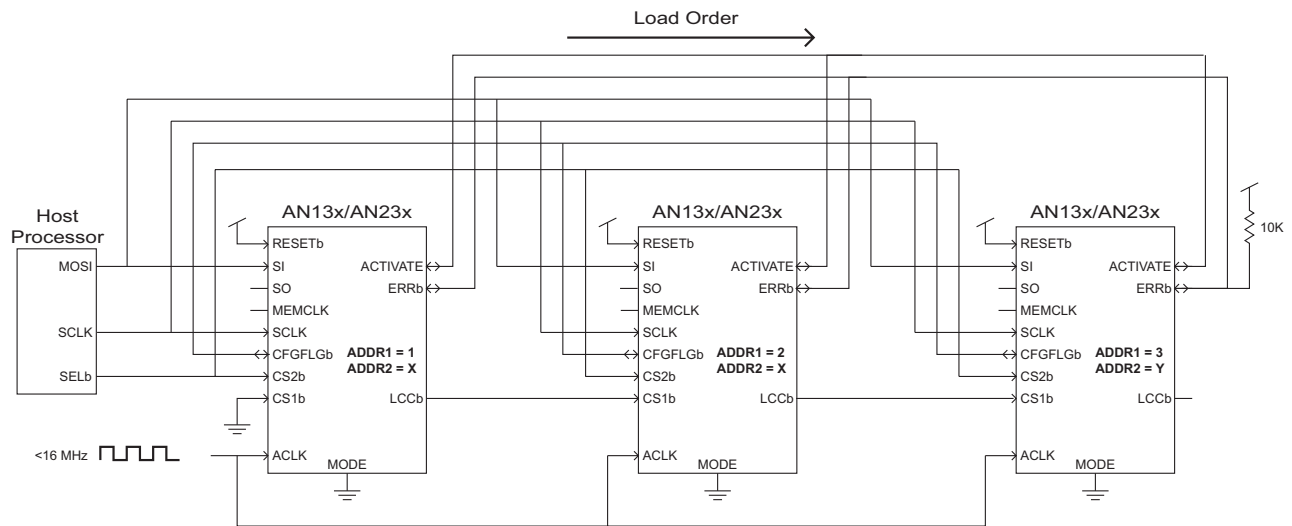 Load Order
Host
Processor
MOSI
SCLK
SELb
<16 MHz
AN13x/AN23x
RESETb
SI
SO
MEMCLK
SCLK
CFGFLGb
CS2b
CS1b
ACLK
ACTIVATE
ERRb
ADDR1 = 1
ADDR2 = X
LCCb
MODE
AN13x/AN23x
RESETb
SI
SO
MEMCLK
SCLK
CFGFLGb
CS2b
CS1b
ACLK
ACTIVATE
ERRb
ADDR1 = 2
ADDR2 = X
LCCb
MODE
AN13x/AN23x
RESETb
SI
SO
MEMCLK
SCLK
CFGFLGb
CS2b
CS1b
ACLK
ACTIVATE
ERRb
ADDR1 = 3
ADDR2 = Y
LCCb
MODE
10K